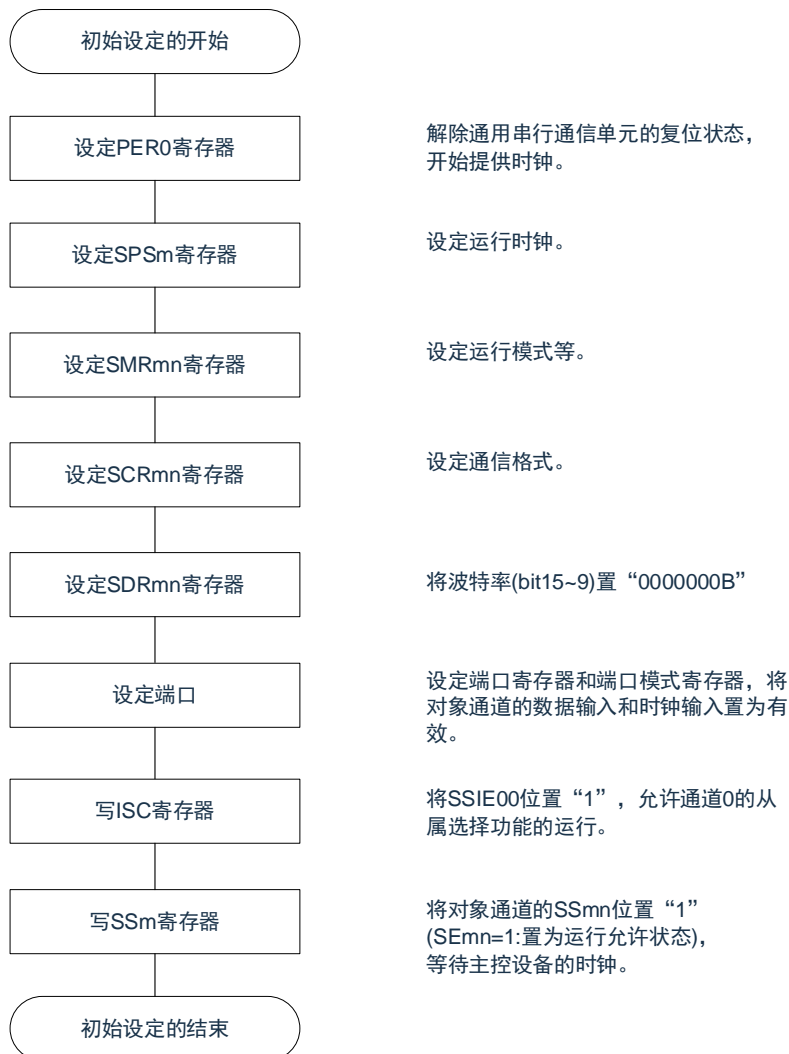 初始设定的开始
设定PER0寄存器
解除通用串行通信单元的复位状态，
开始提供时钟。
设定SPSm寄存器
设定运行时钟。
设定SMRmn寄存器
设定运行模式等。
设定SCRmn寄存器
设定通信格式。
设定SDRmn寄存器
将波特率(bit15~9)置“0000000B”
设定端口
设定端口寄存器和端口模式寄存器，将
对象通道的数据输入和时钟输入置为有
效。
写ISC寄存器
将SSIE00位置“1”，允许通道0的从
属选择功能的运行。
写SSm寄存器
将对象通道的SSmn位置“1”
(SEmn=1:置为运行允许状态)，
等待主控设备的时钟。
初始设定的结束